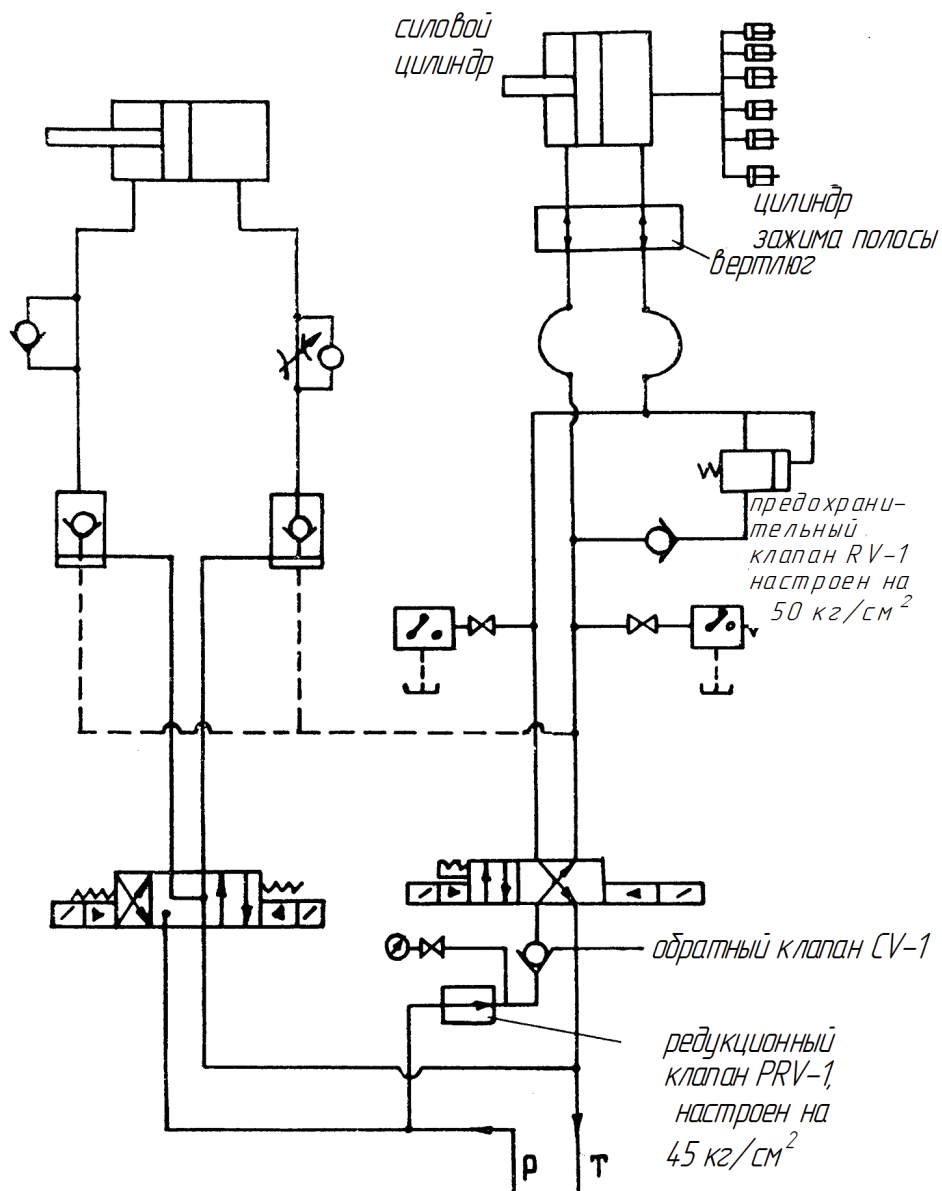 силовой
цилиндр
цилиндр
зажима полосы
вертлюг
предохрани-
тельный
клапан RV-1
настроен на
50 кг/см²
обратный клапан CV-1
редукционный
клапан PRV-1,
настроен на
45 кг/см²
P
T